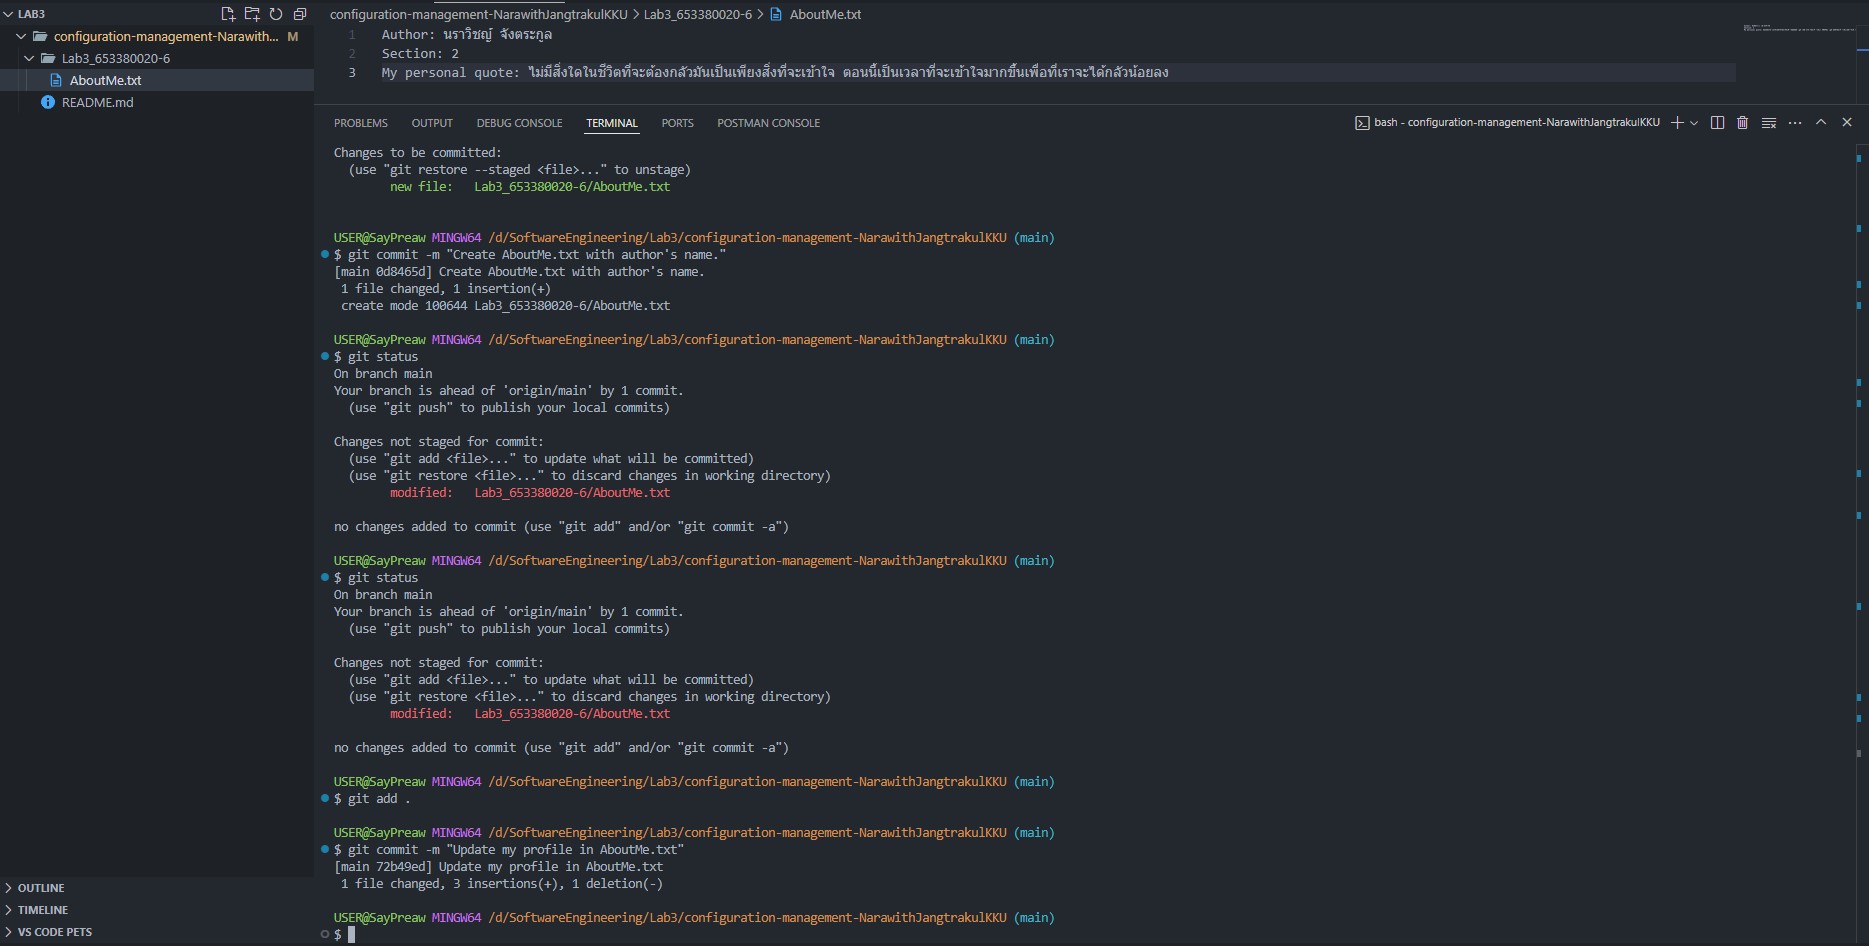 LAB3
configuration-management-Narawith... M
Lab3_653380020-6
AboutMe.txt
README.md
OUTLINE
TIMELINE
VS CODE PETS
configuration-management-NarawithJangtrakulKKU > Lab3_653380020-6 > AboutMe.txt
1 Author: นราวิชญ์ จังตระกูล
2 Section: 2
3 My personal quote: ไม่มีสิ่งใดในชีวิตที่จะต้องกลัวมันเป็นเพียงสิ่งที่จะเข้าใจ ตอนนี้เป็นเวลาที่จะเข้าใจมากขึ้นเพื่อที่เราจะได้กลัวน้อยลง
PROBLEMS OUTPUT DEBUG CONSOLE TERMINAL PORTS POSTMAN CONSOLE
bash - configuration-management-NarawithJangtrakulKKU
Changes to be committed:
(use "git restore --staged <file>..." to unstage)
new file: Lab3_653380020-6/AboutMe.txt
USER@SayPreaw MINGW64 /d/SoftwareEngineering/Lab3/configuration-management-NarawithJangtrakulKKU (main)
$ git commit -m "Create AboutMe.txt with author's name."
[main 0d8465d] Create AboutMe.txt with author's name.
1 file changed, 1 insertion(+)
create mode 100644 Lab3_653380020-6/AboutMe.txt
USER@SayPreaw MINGW64 /d/SoftwareEngineering/Lab3/configuration-management-NarawithJangtrakulKKU (main)
$ git status
On branch main
Your branch is ahead of 'origin/main' by 1 commit.
(use "git push" to publish your local commits)
Changes not staged for commit:
(use "git add <file>..." to update what will be committed)
(use "git restore <file>..." to discard changes in working directory)
modified: Lab3_653380020-6/AboutMe.txt
no changes added to commit (use "git add" and/or "git commit -a")
USER@SayPreaw MINGW64 /d/SoftwareEngineering/Lab3/configuration-management-NarawithJangtrakulKKU (main)
$ git status
On branch main
Your branch is ahead of 'origin/main' by 1 commit.
(use "git push" to publish your local commits)
Changes not staged for commit:
(use "git add <file>..." to update what will be committed)
(use "git restore <file>..." to discard changes in working directory)
modified: Lab3_653380020-6/AboutMe.txt
no changes added to commit (use "git add" and/or "git commit -a")
USER@SayPreaw MINGW64 /d/SoftwareEngineering/Lab3/configuration-management-NarawithJangtrakulKKU (main)
$ git add .
USER@SayPreaw MINGW64 /d/SoftwareEngineering/Lab3/configuration-management-NarawithJangtrakulKKU (main)
$ git commit -m "Update my profile in AboutMe.txt"
[main 72b49ed] Update my profile in AboutMe.txt
1 file changed, 3 insertions(+), 1 deletion(-)
USER@SayPreaw MINGW64 /d/SoftwareEngineering/Lab3/configuration-management-NarawithJangtrakulKKU (main)
$